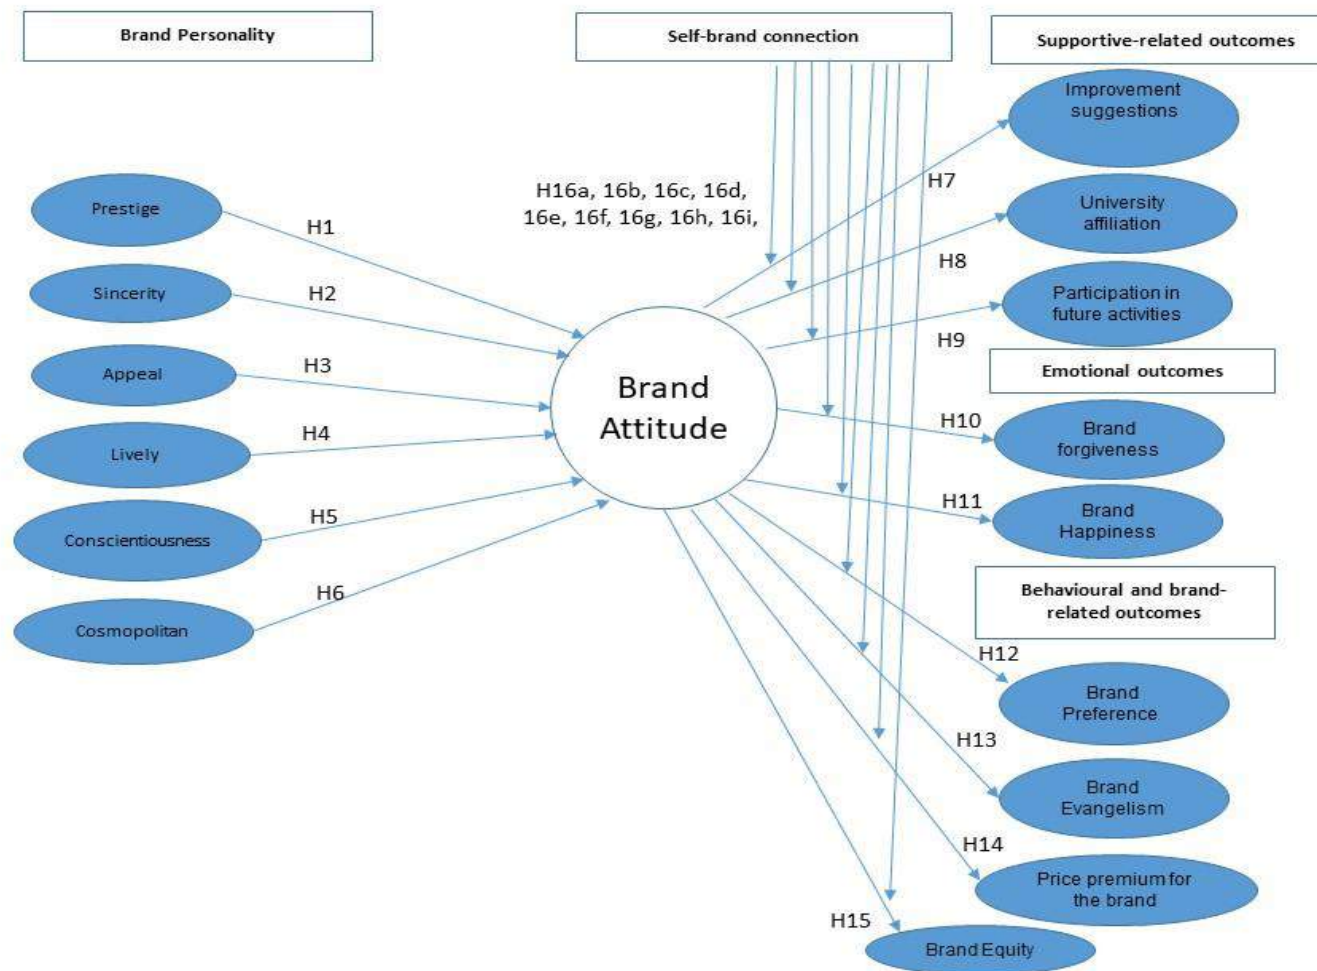 Brand Personality
Self-brand connection
Supportive-related outcomes
Improvement
suggestions
H7
H16a, 16b, 16c, 16d,
16e, 16f, 16g, 16h, 16i,
Prestige
H1
University
affiliation
H8
Sincerity
H2
Participation in
future activities
H9
Appeal
H3
Brand
Attitude
Emotional outcomes
Lively
H4
H10
Brand
forgiveness
Conscientiousness
H5
H11
Brand
Happiness
Cosmopolitan
H6
Behavioural and brand-
related outcomes
H12
Brand
Preference
H13
Brand
Evangelism
H14
Price premium for
the brand
H15
Brand Equity